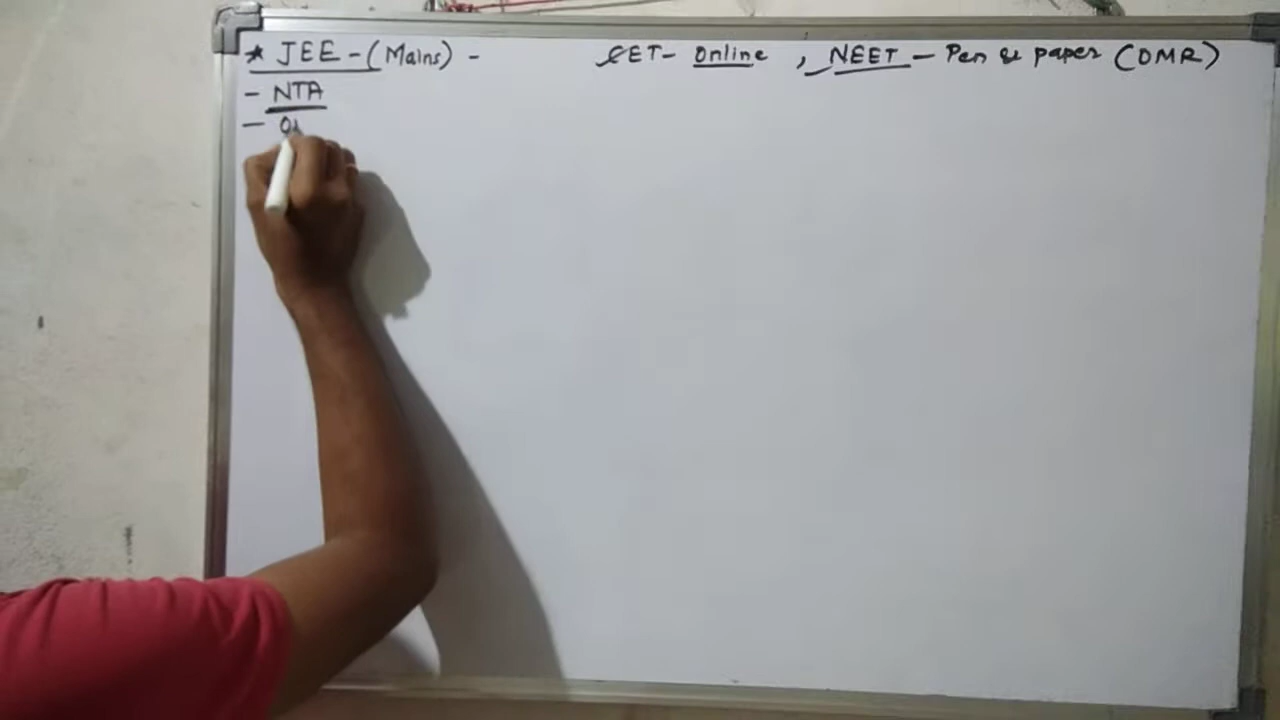 * JEE - (Mains) - CET - Online , NEET - Pen & paper (OMR)
- NTA
-